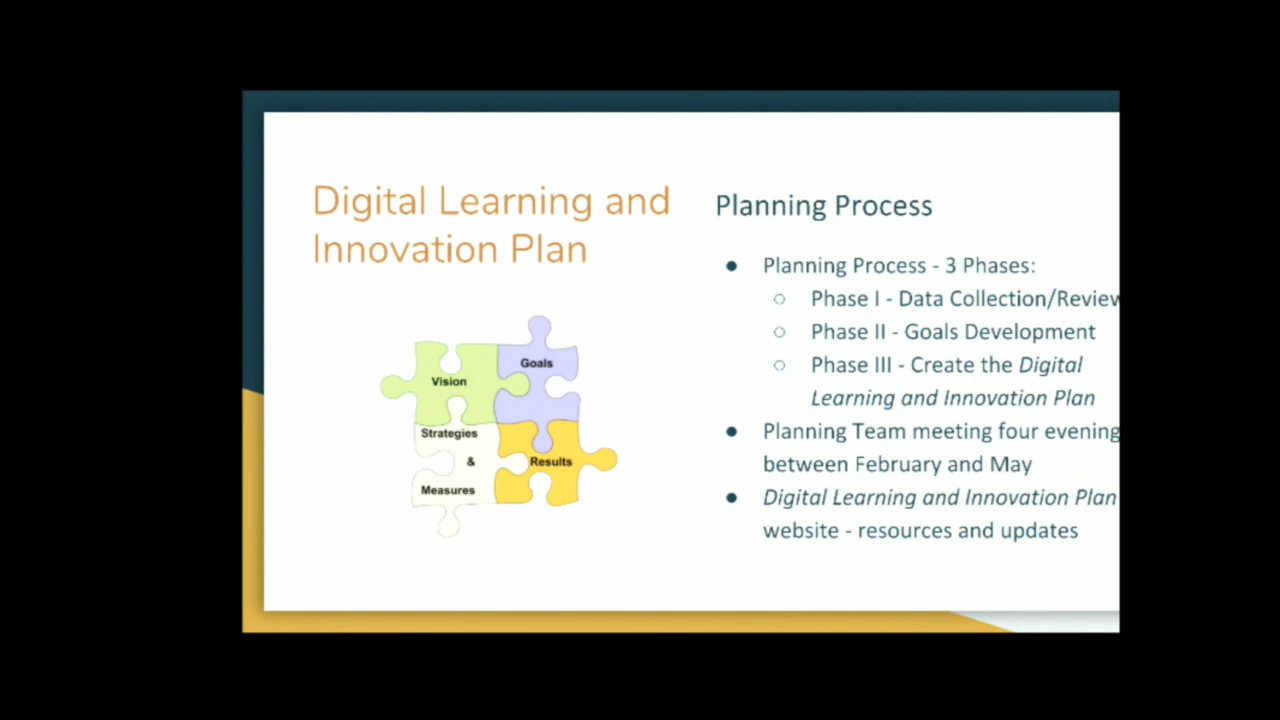 Digital Learning and
Innovation Plan
Vision
Goals
Strategies
&
Measures
Results
Planning Process
● Planning Process - 3 Phases:
○ Phase I - Data Collection/Review
○ Phase II - Goals Development
○ Phase III - Create the Digital
Learning and Innovation Plan
● Planning Team meeting four evening
between February and May
● Digital Learning and Innovation Plan
website - resources and updates